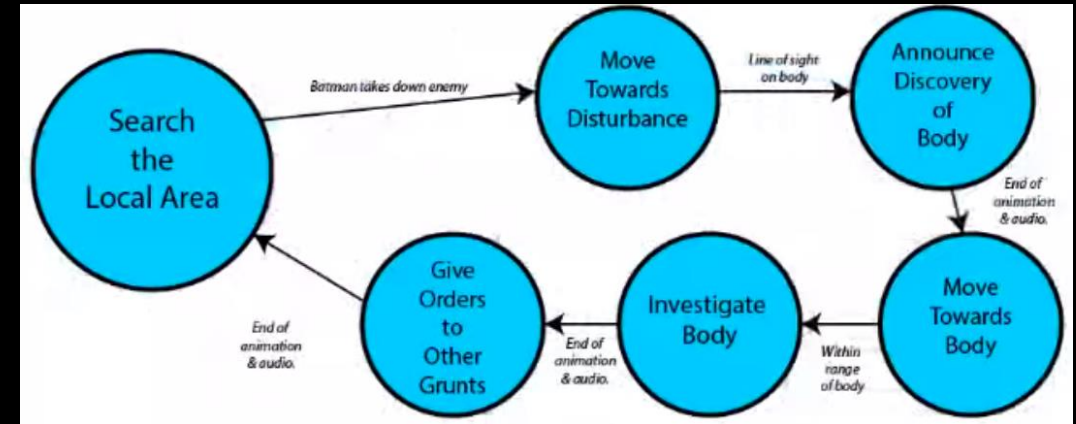 Search
the
Local Area
Batman takes down enemy
Move
Towards
Disturbance
Line of sight
on body
Announce
Discovery
of
Body
End of
animation
& audio.
Move
Towards
Body
Within
range
of body
Investigate
Body
End of
animation
& audio.
Give
Orders
to
Other
Grunts
End of
animation
& audio.